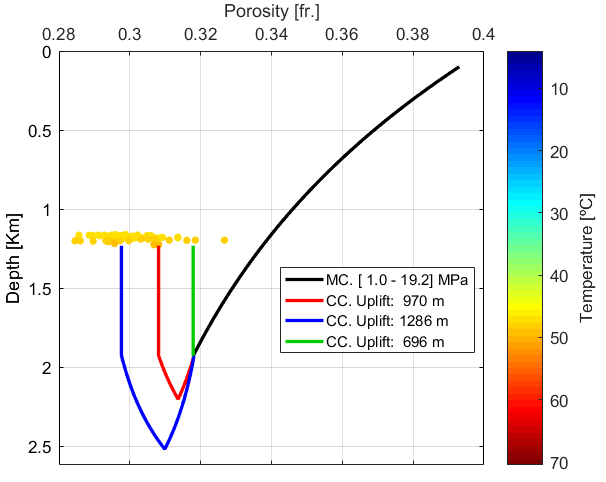 Porosity [fr.]
0.28 0.3 0.32 0.34 0.36 0.38 0.4
0
0.5
1
1.5
2
2.5
Depth [Km]
MC. [ 1.0 - 19.2] MPa
CC. Uplift: 970 m
CC. Uplift: 1286 m
CC. Uplift: 696 m
10
20
30
40
50
60
70
Temperature [ºC]